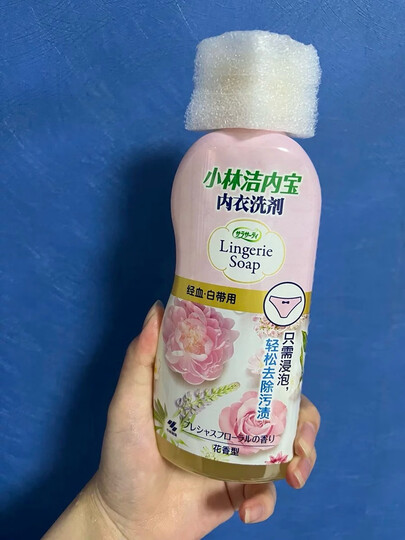 小林洁内宝
内衣洗剂
サラサーティ
Lingerie
Soap
经血·白带用
只需浸泡，
轻松去除污渍
プレシャスフローラルの香り
花香型